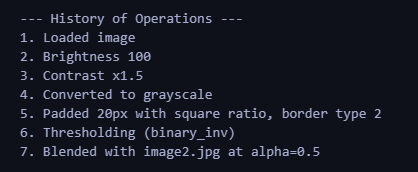 --- History of Operations ---
1. Loaded image
2. Brightness 100
3. Contrast x1.5
4. Converted to grayscale
5. Padded 20px with square ratio, border type 2
6. Thresholding (binary_inv)
7. Blended with image2.jpg at alpha=0.5